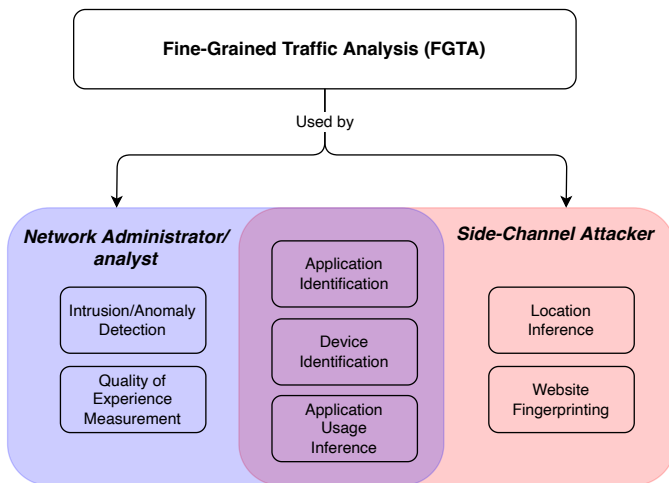 Fine-Grained Traffic Analysis (FGTA)
Used by
Network Administrator/
analyst
Intrusion/Anomaly
Detection
Quality of
Experience
Measurement
Application
Identification
Device
Identification
Application
Usage
Inference
Side-Channel Attacker
Location
Inference
Website
Fingerprinting